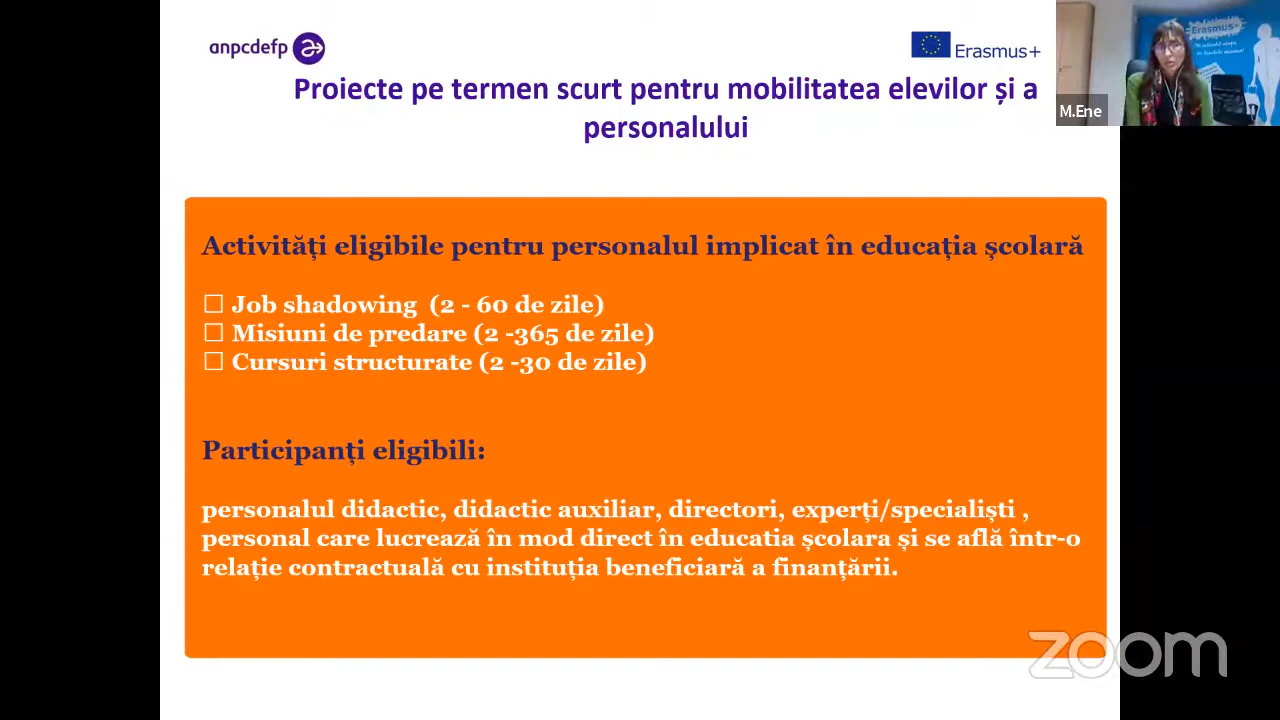 anpcdefp
Erasmus+
Erasmus+
M.Ene
Proiecte pe termen scurt pentru mobilitatea elevilor și a
personalului
Activități eligibile pentru personalul implicat în educația școlară
☐ Job shadowing (2 - 60 de zile)
☐ Misiuni de predare (2 -365 de zile)
☐ Cursuri structurate (2 -30 de zile)
Participanți eligibili:
personalul didactic, didactic auxiliar, directori, experți/specialiști ,
personal care lucrează în mod direct în educatia școlara și se află într-o
relație contractuală cu instituția beneficiară a finanțării.
zoom